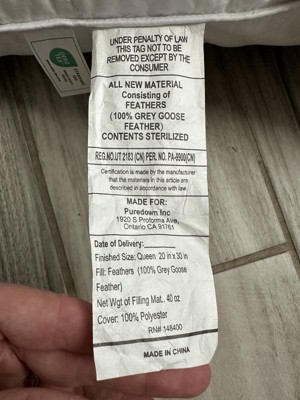 UNDER PENALTY OF LAW
THIS TAG NOT TO BE
REMOVED EXCEPT BY THE
CONSUMER
ALL NEW MATERIAL
Consisting of
FEATHERS
(100% GREY GOOSE
FEATHER)
CONTENTS STERILIZED
REG.NO.UT 2183 (CN) PER. NO. PA-9900(CN)
Certification is made by the manufacturer
that the materials in this article are
described in accordance with law.
MADE FOR:
Puredown Inc
1920 S Proforma Ave,
Ontario CA 91761
Date of Delivery:
Finished Size: Queen 20 in x 30 in
Fill: Feathers (100% Grey Goose
Feather)
Net Wgt of Filling Mat.. 40 oz
Cover: 100% Polyester
RN# 148400
MADE IN CHINA